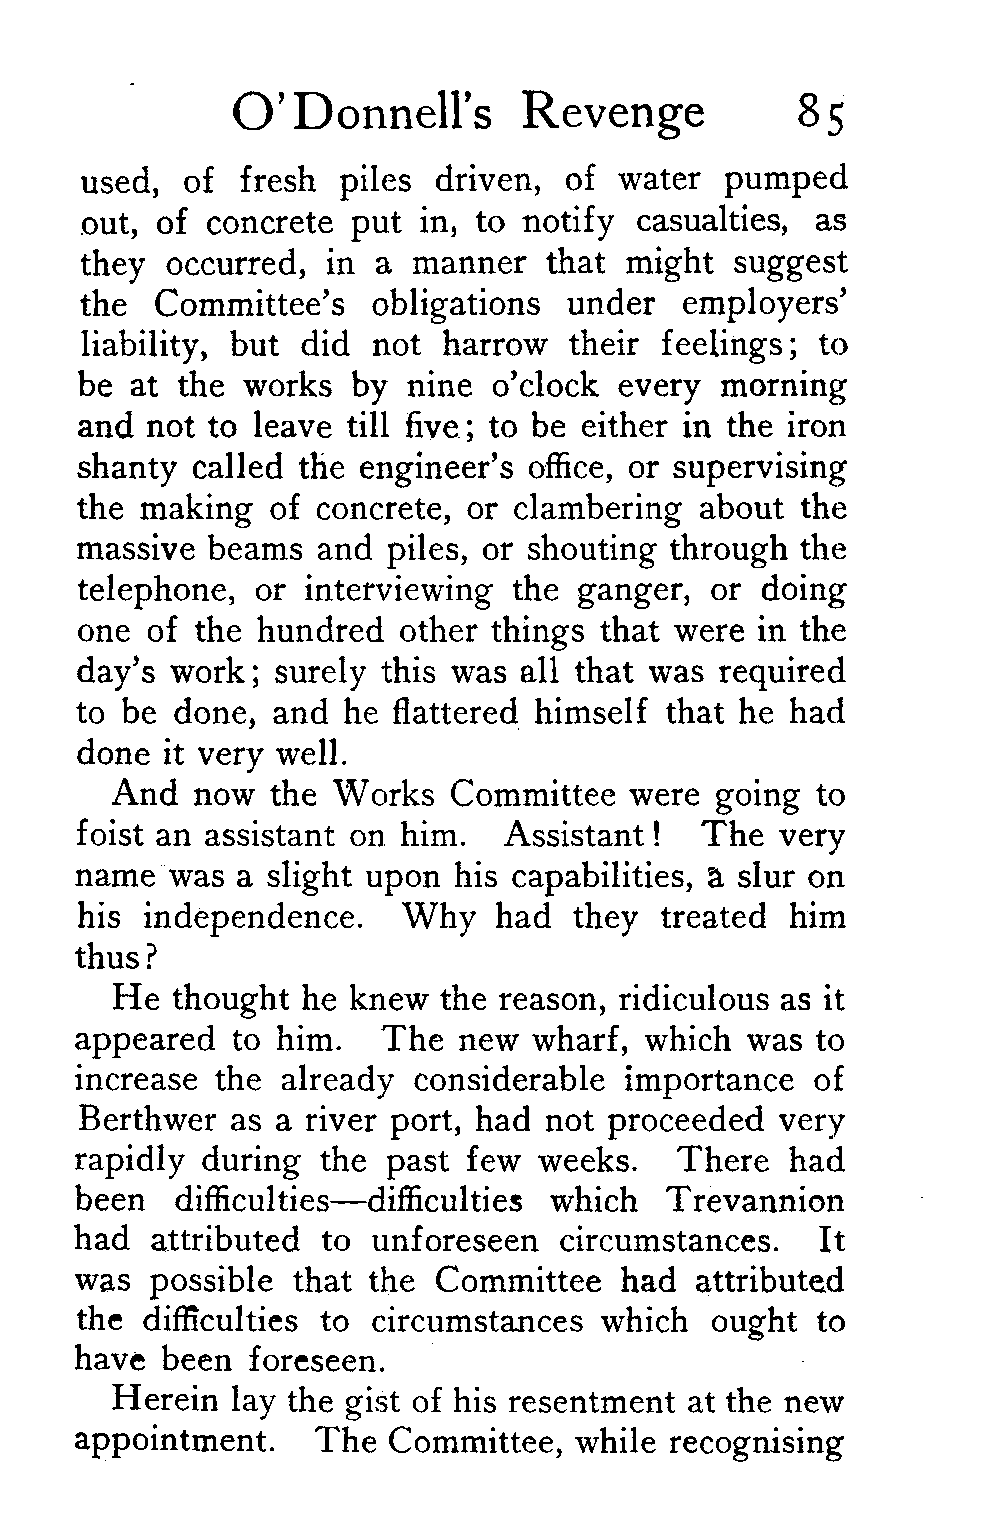 O'Donnell's Revenge 85
used, of fresh piles driven, of water pumped
out, of concrete put in, to notify casualties, as
they occurred, in a manner that might suggest
the Committee's obligations under employers'
liability, but did not harrow their feelings; to
be at the works by nine o'clock every morning
and not to leave till five; to be either in the iron
shanty called the engineer's office, or supervising
the making of concrete, or clambering about the
massive beams and piles, or shouting through the
telephone, or interviewing the ganger, or doing
one of the hundred other things that were in the
day's work; surely this was all that was required
to be done, and he flattered himself that he had
done it very well.
And now the Works Committee were going to
foist an assistant on him. Assistant! The very
name was a slight upon his capabilities, a slur on
his independence. Why had they treated him
thus?
He thought he knew the reason, ridiculous as it
appeared to him. The new wharf, which was to
increase the already considerable importance of
Berthwer as a river port, had not proceeded very
rapidly during the past few weeks. There had
been difficulties—difficulties which Trevannion
had attributed to unforeseen circumstances. It
was possible that the Committee had attributed
the difficulties to circumstances which ought to
have been foreseen.
Herein lay the gist of his resentment at the new
appointment. The Committee, while recognising